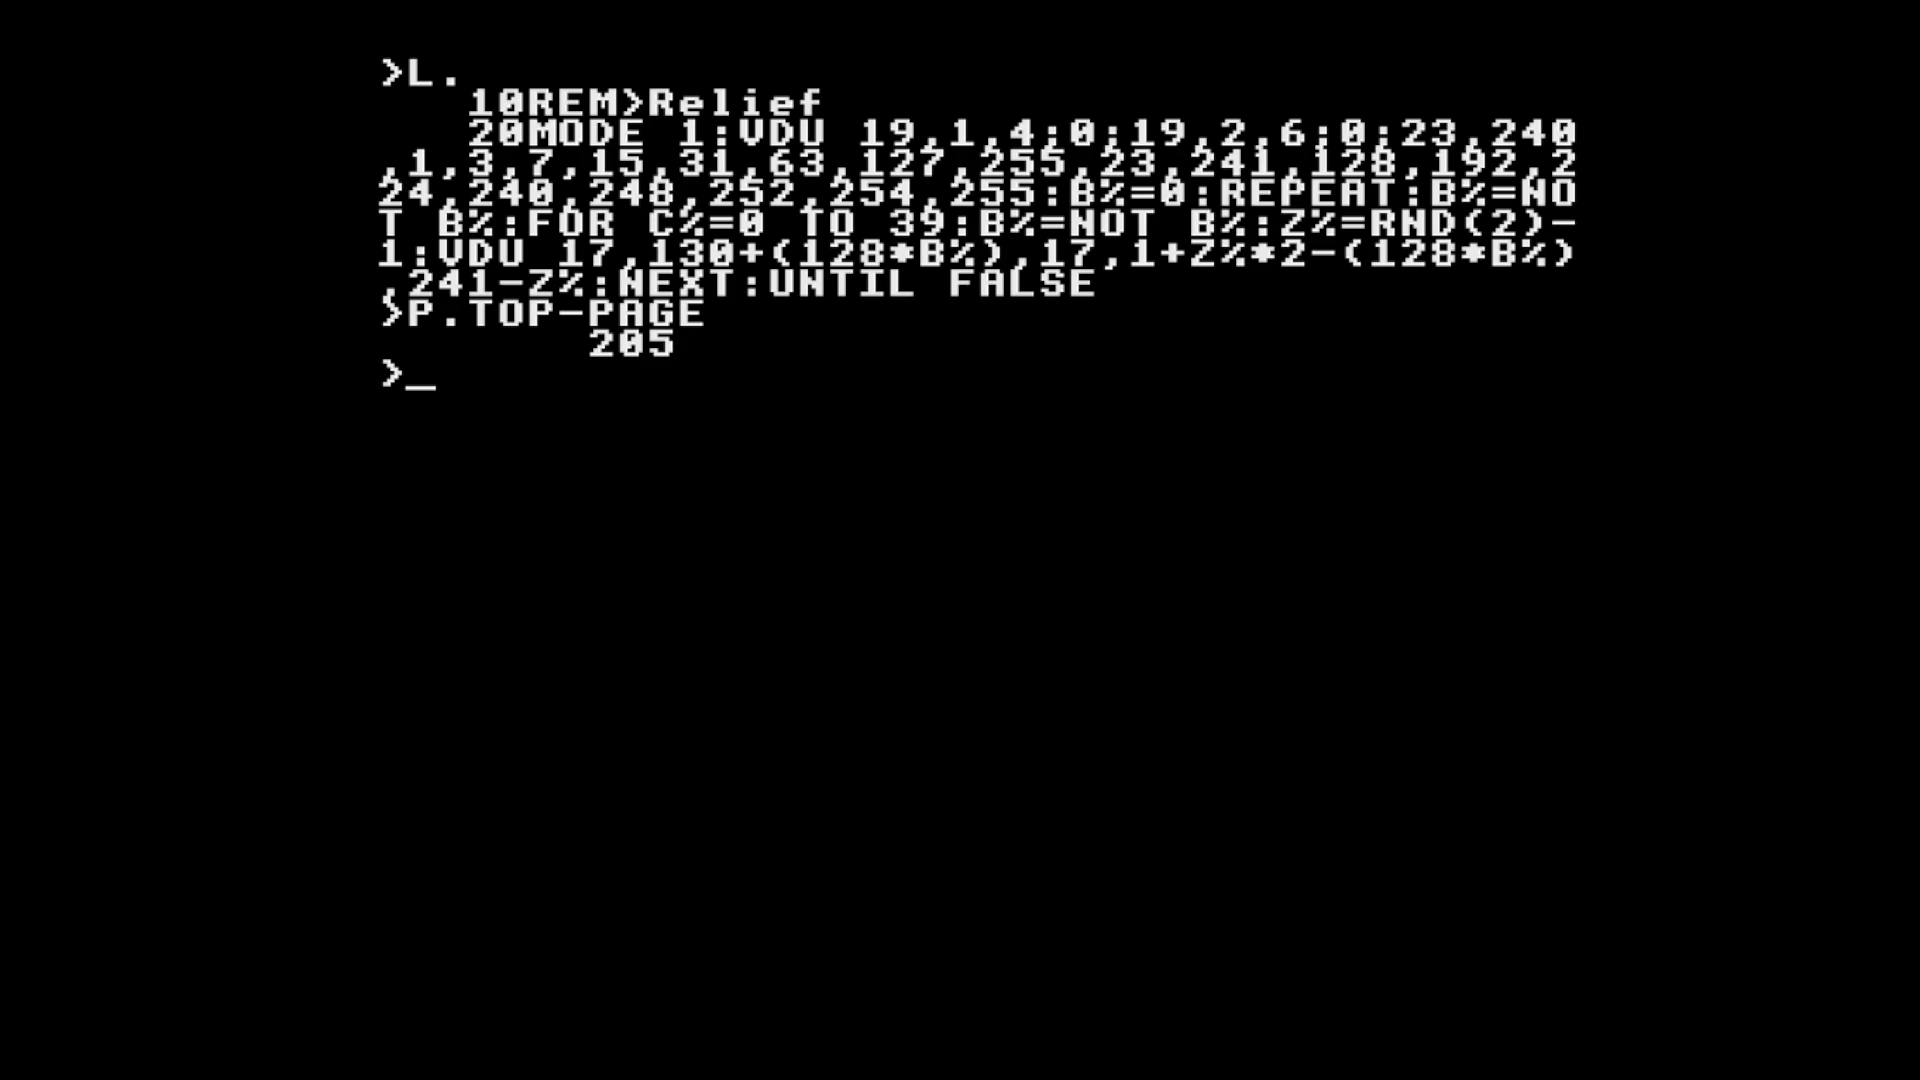 >L.
10REM>Relief
20MODE 1:VDU 19,1,4;0;19,2,6;0;23,240
,1,3,7,15,31,63,127,255,23,241,128,192,2
24,240,248,252,254,255:B%=0:REPEAT:B%=NO
T B%:FOR C%=0 TO 39:B%=NOT B%:Z%=RND(2)-
1:VDU 17,130+(128*B%),17,1+Z%*2-(128*B%)
,241-Z%:NEXT:UNTIL FALSE
>P.TOP-PAGE
205
>_